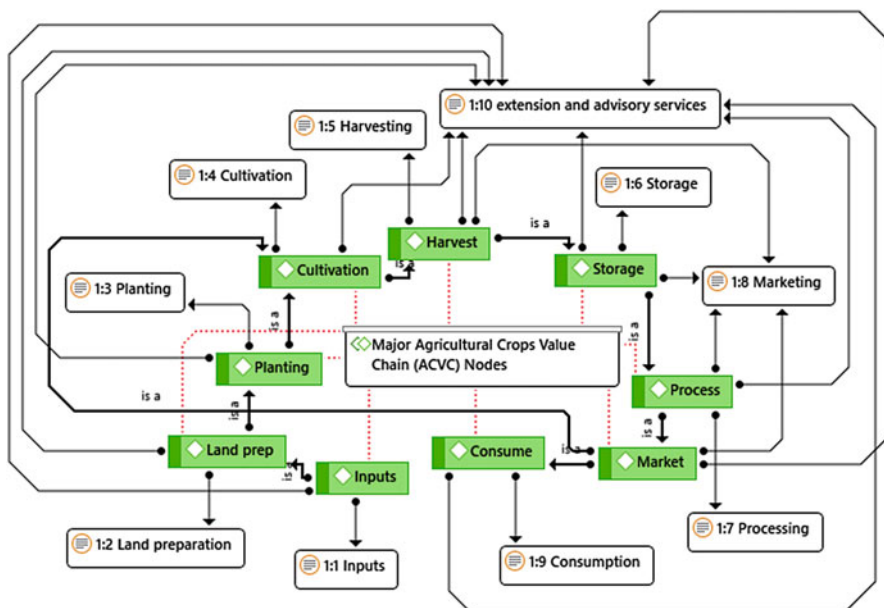 1:10 extension and advisory services
1:5 Harvesting
1:4 Cultivation
1:6 Storage
is a
Harvest
is a
Cultivation
Storage
1:3 Planting
1:8 Marketing
is a
is a
Major Agricultural Crops Value
Chain (ACVC) Nodes
Planting
Process
is a
is a
is a
Land prep
Consume
is a
Market
is a
Inputs
1:2 Land preparation
1:7 Processing
1:1 Inputs
1:9 Consumption